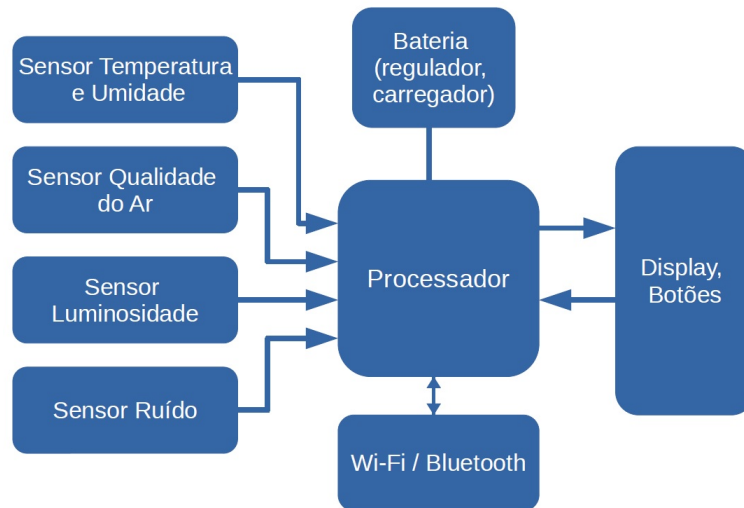 Sensor Temperatura
e Umidade
Sensor Qualidade
do Ar
Sensor
Luminosidade
Sensor Ruído
Bateria
(regulador,
carregador)
Processador
Wi-Fi / Bluetooth
Display,
Botões